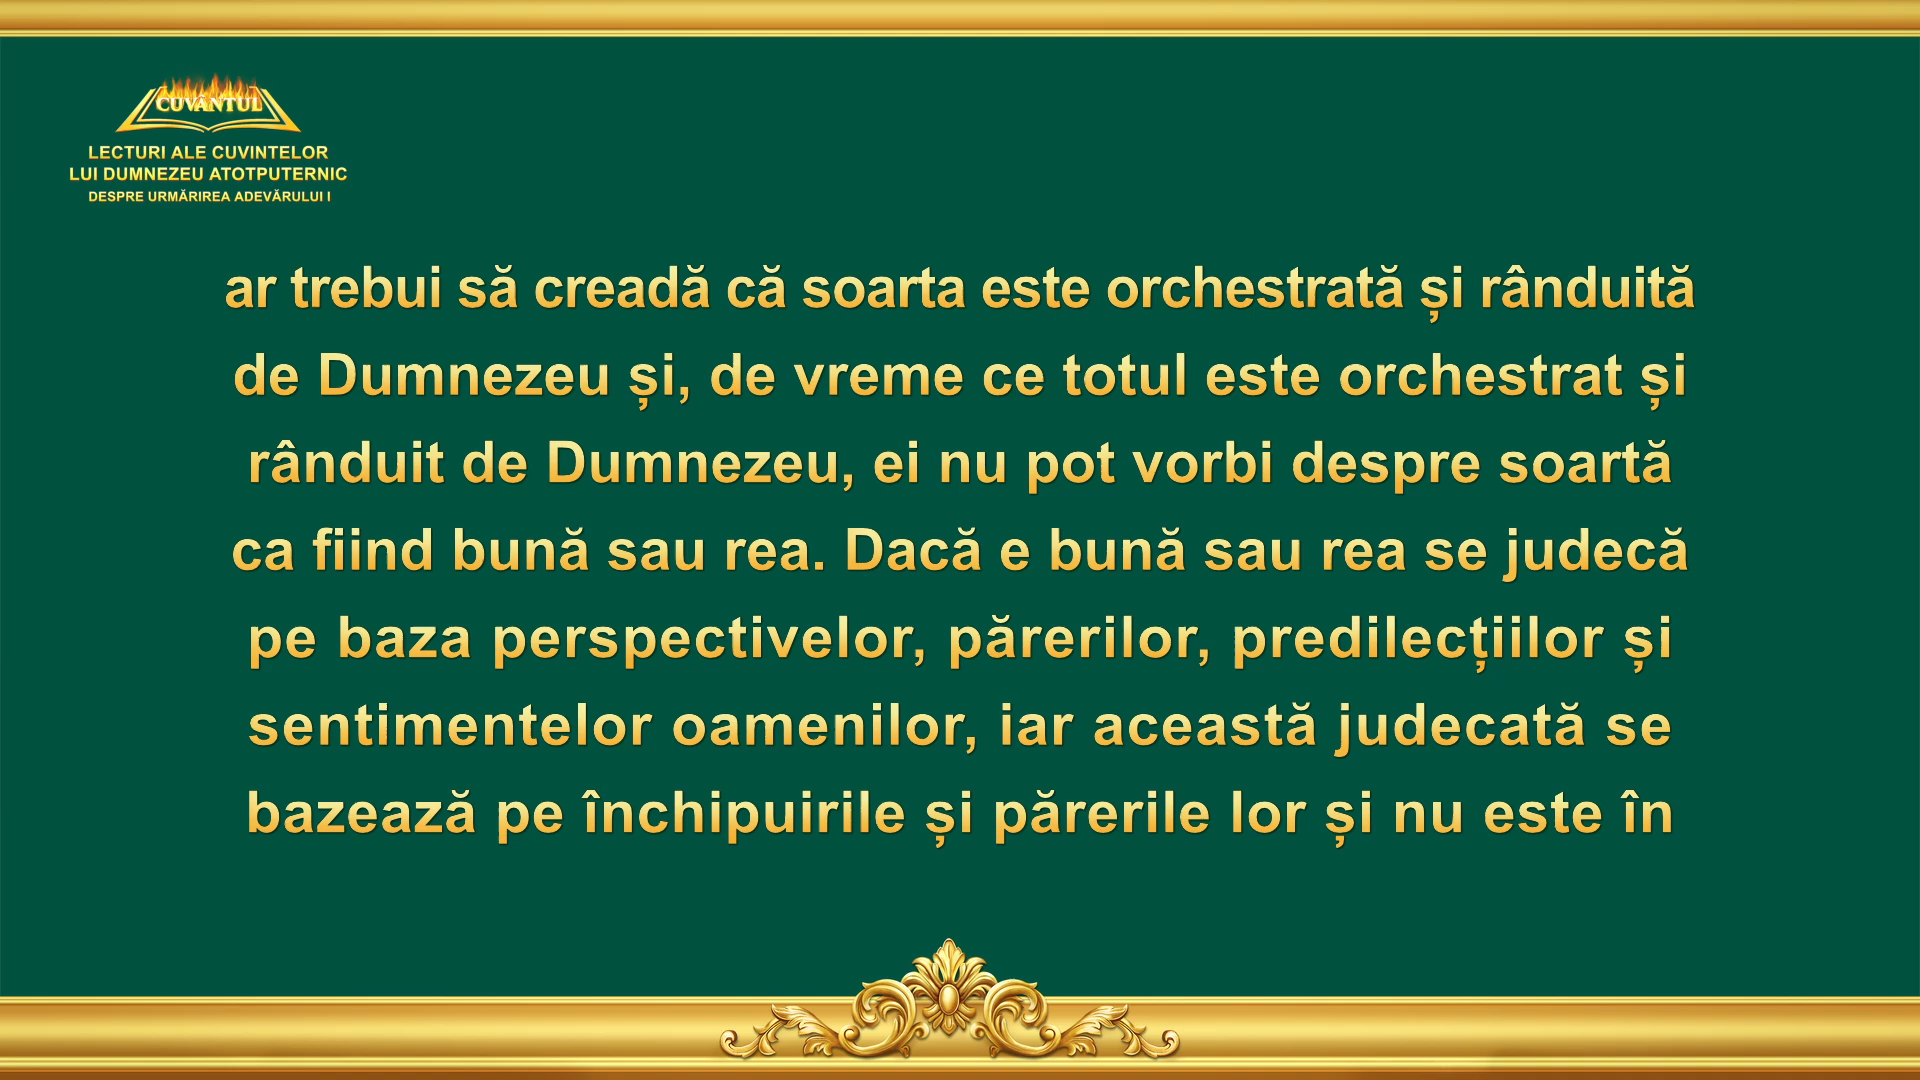 CUVÂNTUL
LECTURI ALE CUVINTELOR
LUI DUMNEZEU ATOTPUTERNIC
DESPRE URMĂRIREA ADEVĂRULUI I
ar trebui să creadă că soarta este orchestrată și rânduită
de Dumnezeu și, de vreme ce totul este orchestrat și
rânduit de Dumnezeu, ei nu pot vorbi despre soartă
ca fiind bună sau rea. Dacă e bună sau rea se judecă
pe baza perspectivelor, părerilor, predilecțiilor și
sentimentelor oamenilor, iar această judecată se
bazează pe închipuirile și părerile lor și nu este în